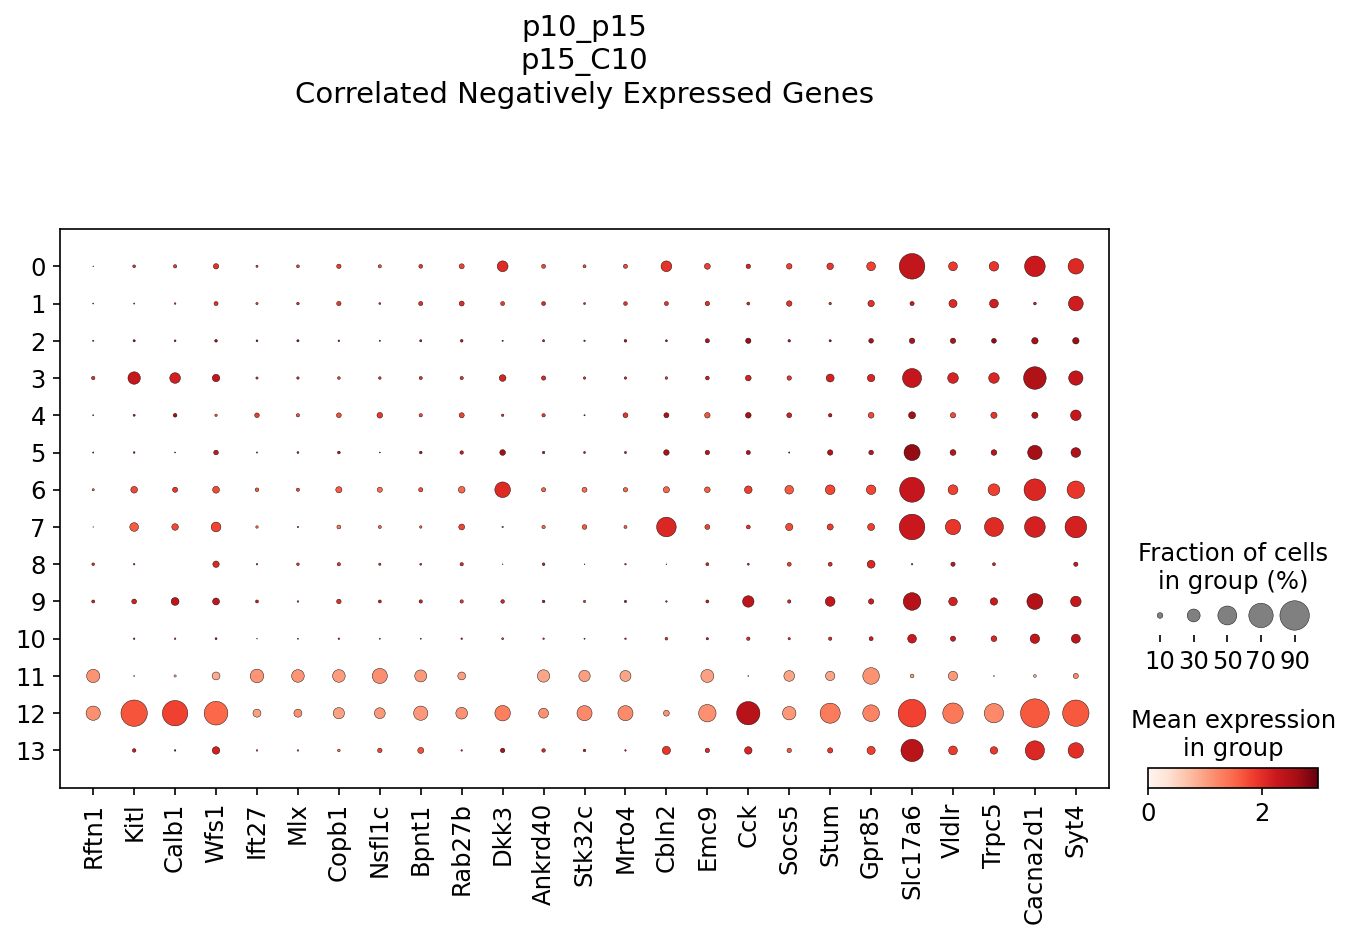 p10_p15
p15_C10
Correlated Negatively Expressed Genes
0
1
2
3
4
5
6
7
8
9
10
11
12
13
Rftn1
Kitl
Calb1
Wfs1
Ift27
Mlx
Copb1
Nsfl1c
Bpnt1
Rab27b
Dkk3
Ankrd40
Stk32c
Mrto4
Cbln2
Emc9
Cck
Socs5
Stum
Gpr85
Slc17a6
Vldlr
Trpc5
Cacna2d1
Syt4
Fraction of cells
in group (%)
10 30 50 70 90
Mean expression
in group
0 2